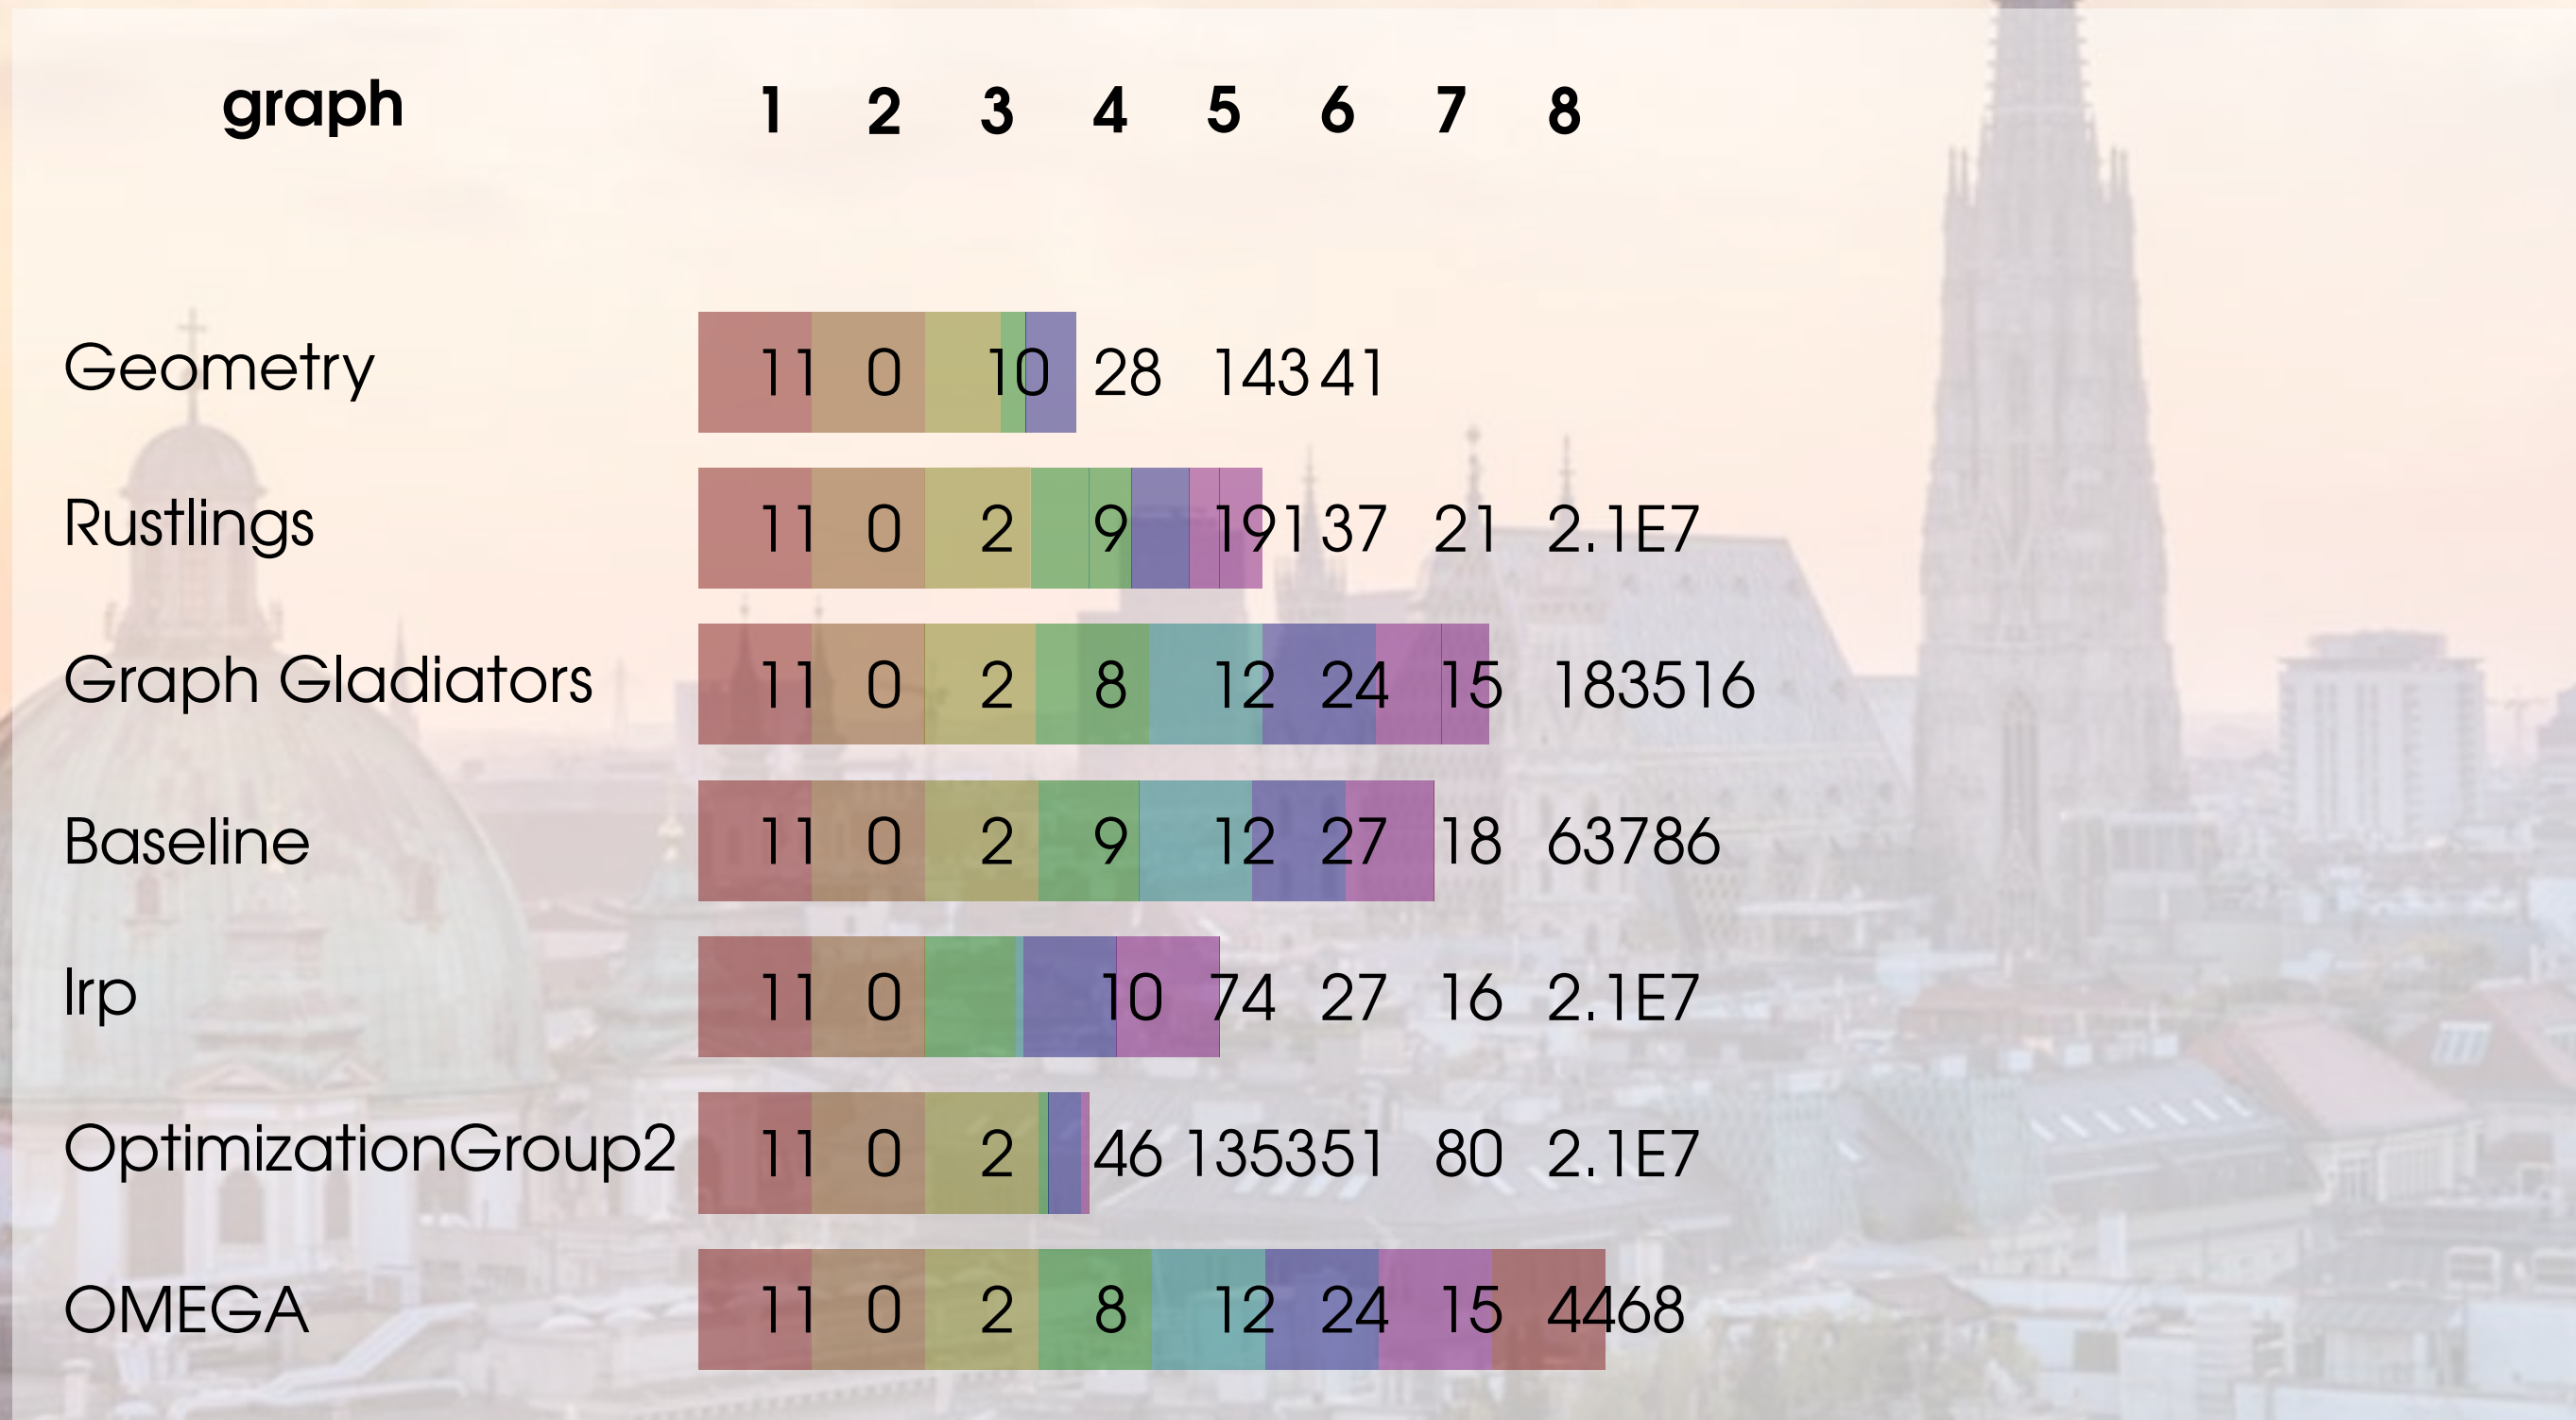 graph 1 2 3 4 5 6 7 8
Geometry 11 0 10 28 143 41
Rustlings 11 0 2 9 191 37 21 2.1E7
Graph Gladiators 11 0 2 8 12 24 15 183516
Baseline 11 0 2 9 12 27 18 63786
Irp 11 0 10 74 27 16 2.1E7
OptimizationGroup2 11 0 2 46 135351 80 2.1E7
OMEGA 11 0 2 8 12 24 15 4468